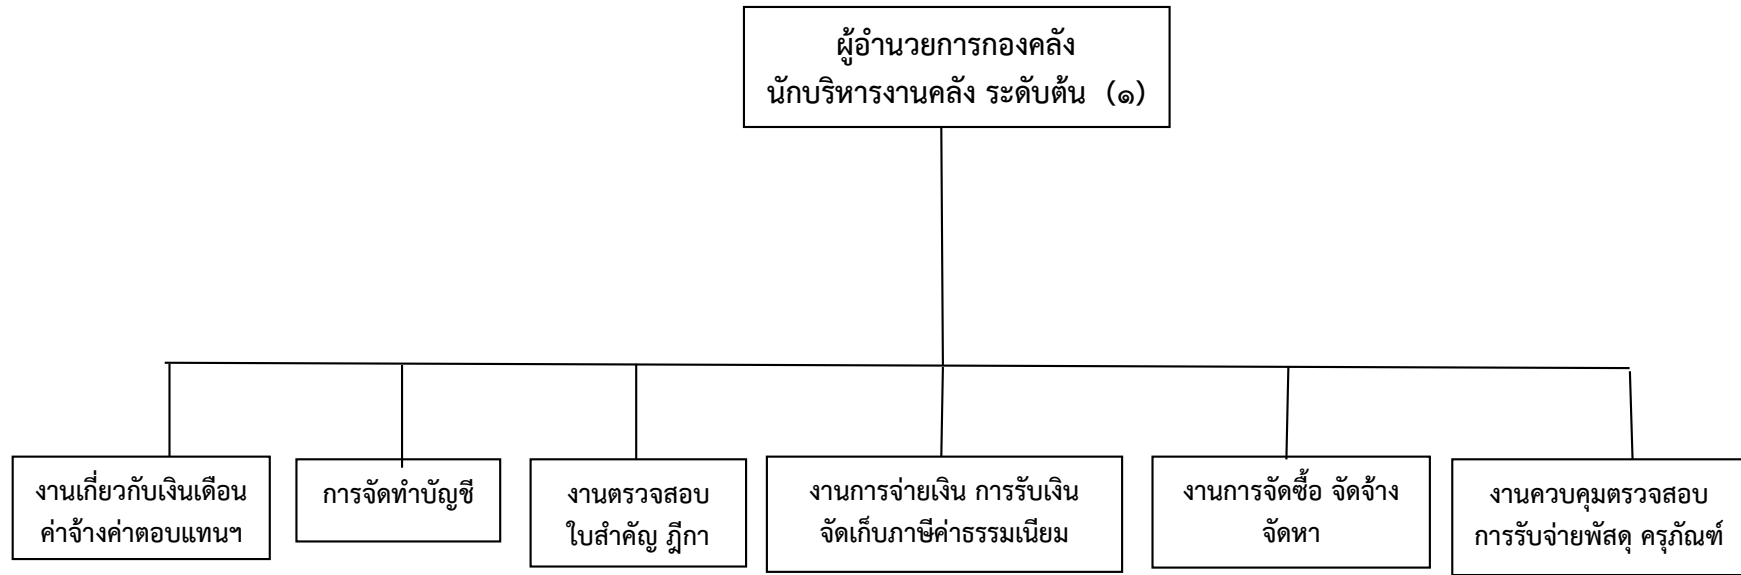 ผู้อำนวยการกองคลัง
นักบริหารงานคลัง ระดับต้น (๑)
งานเกี่ยวกับเงินเดือน
ค่าจ้างค่าตอบแทนฯ
การจัดทำบัญชี
งานตรวจสอบ
ใบสำคัญ ฎีกา
งานการจ่ายเงิน การรับเงิน
จัดเก็บภาษีค่าธรรมเนียม
งานการจัดซื้อ จัดจ้าง
จัดหา
งานควบคุมตรวจสอบ
การรับจ่ายพัสดุ ครุภัณฑ์